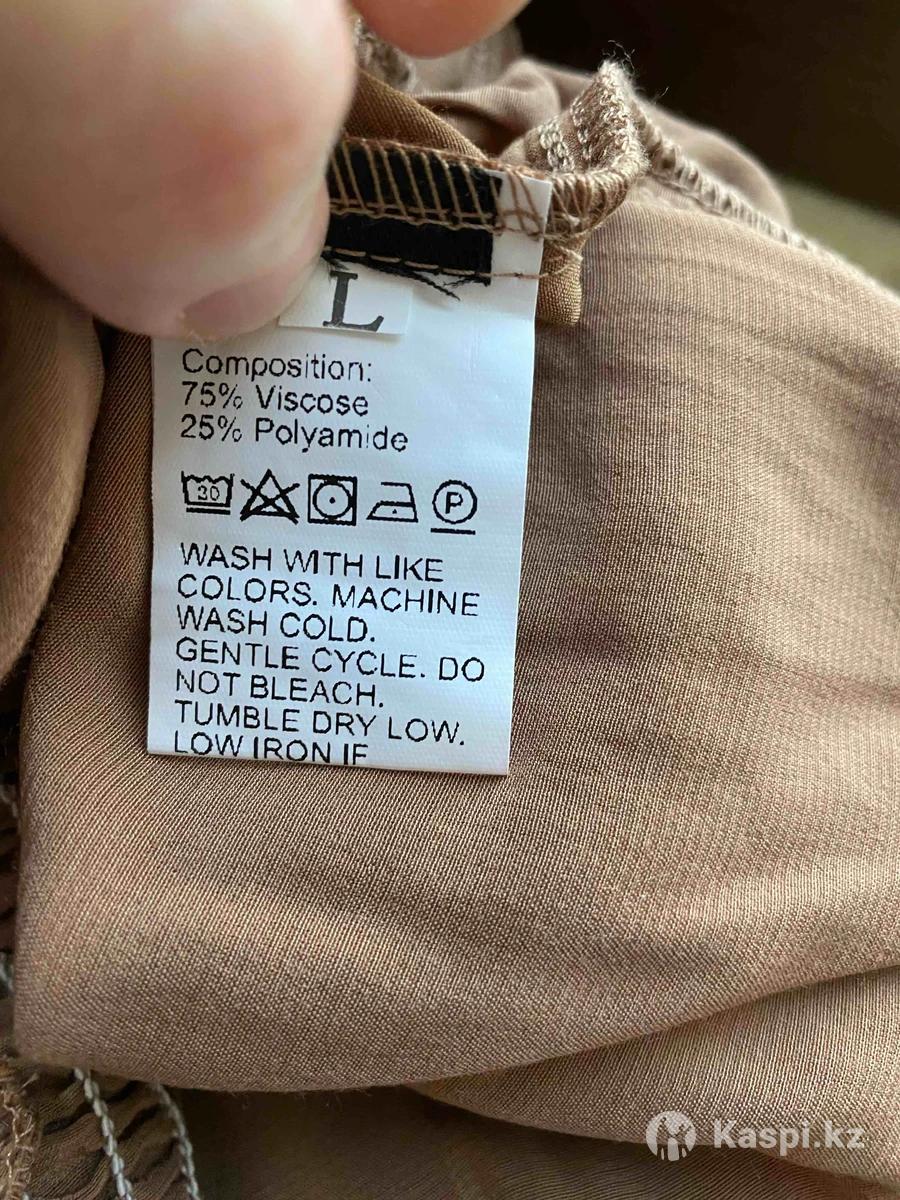 L
Composition:
75% Viscose
25% Polyamide
30 P
WASH WITH LIKE
COLORS. MACHINE
WASH COLD.
GENTLE CYCLE. DO
NOT BLEACH.
TUMBLE DRY LOW.
LOW IRON IF
Kaspi.kz